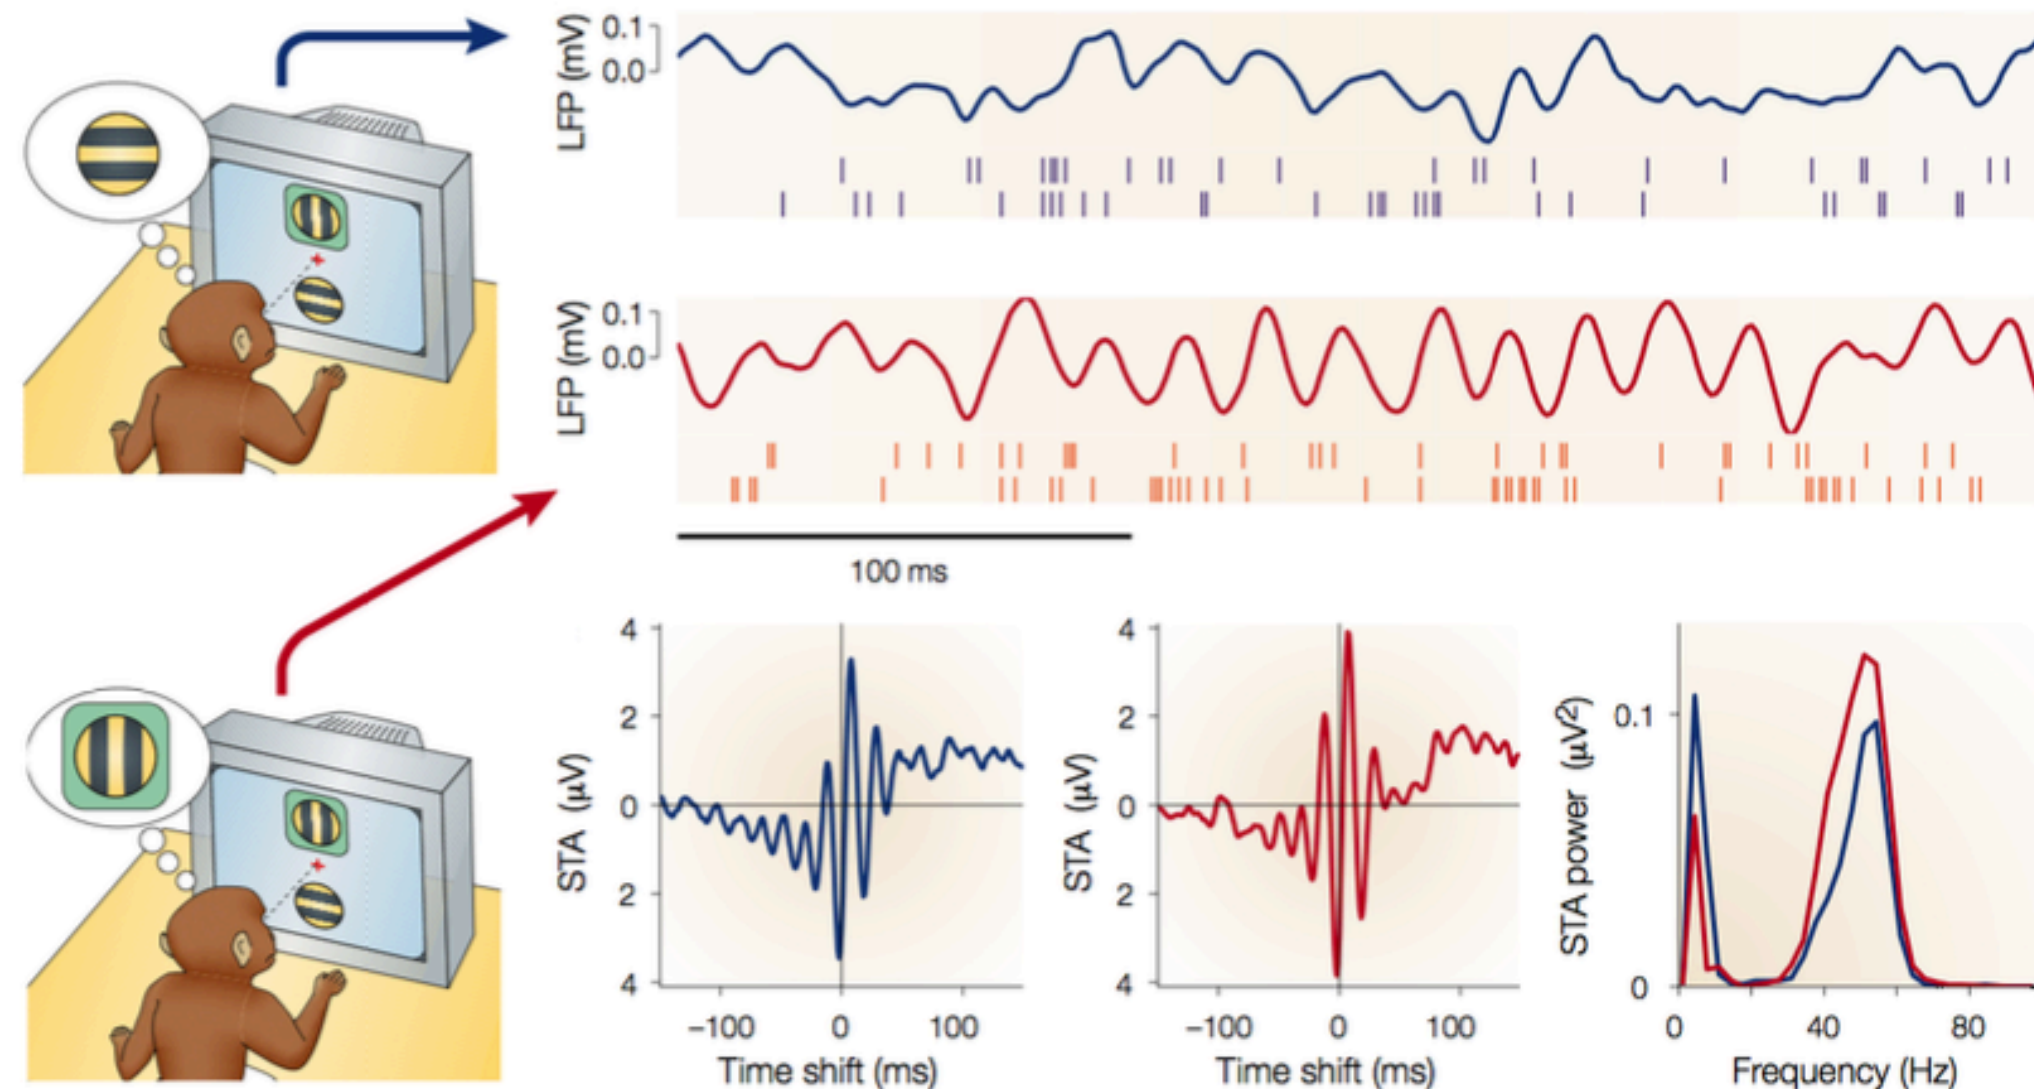 LFP (mV)
0.1
0.0
LFP (mV)
0.1
0.0
100 ms
STA (μV)
4
2
0
2
4
−100 0 100
Time shift (ms)
STA (μV)
4
2
0
2
4
−100 0 100
Time shift (ms)
STA power (μV²)
0.1
0
0 40 80
Frequency (Hz)